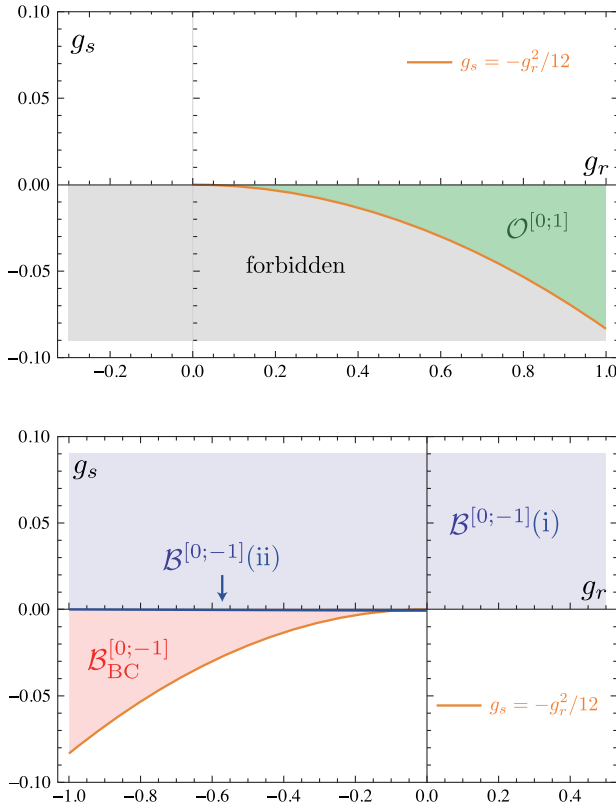 0.10
g_s
g_s = −g_r^2/12
0.05
g_r
0.00
𝒪^[0;1]
−0.05
forbidden
−0.10
−0.2 0.0 0.2 0.4 0.6 0.8 1.0
0.10
g_s
0.05
ℬ^[0;−1](i)
ℬ^[0;−1](ii)
g_r
0.00
ℬ_BC^[0;−1]
−0.05
g_s = −g_r^2/12
−0.10
−1.0 −0.8 −0.6 −0.4 −0.2 0.0 0.2 0.4